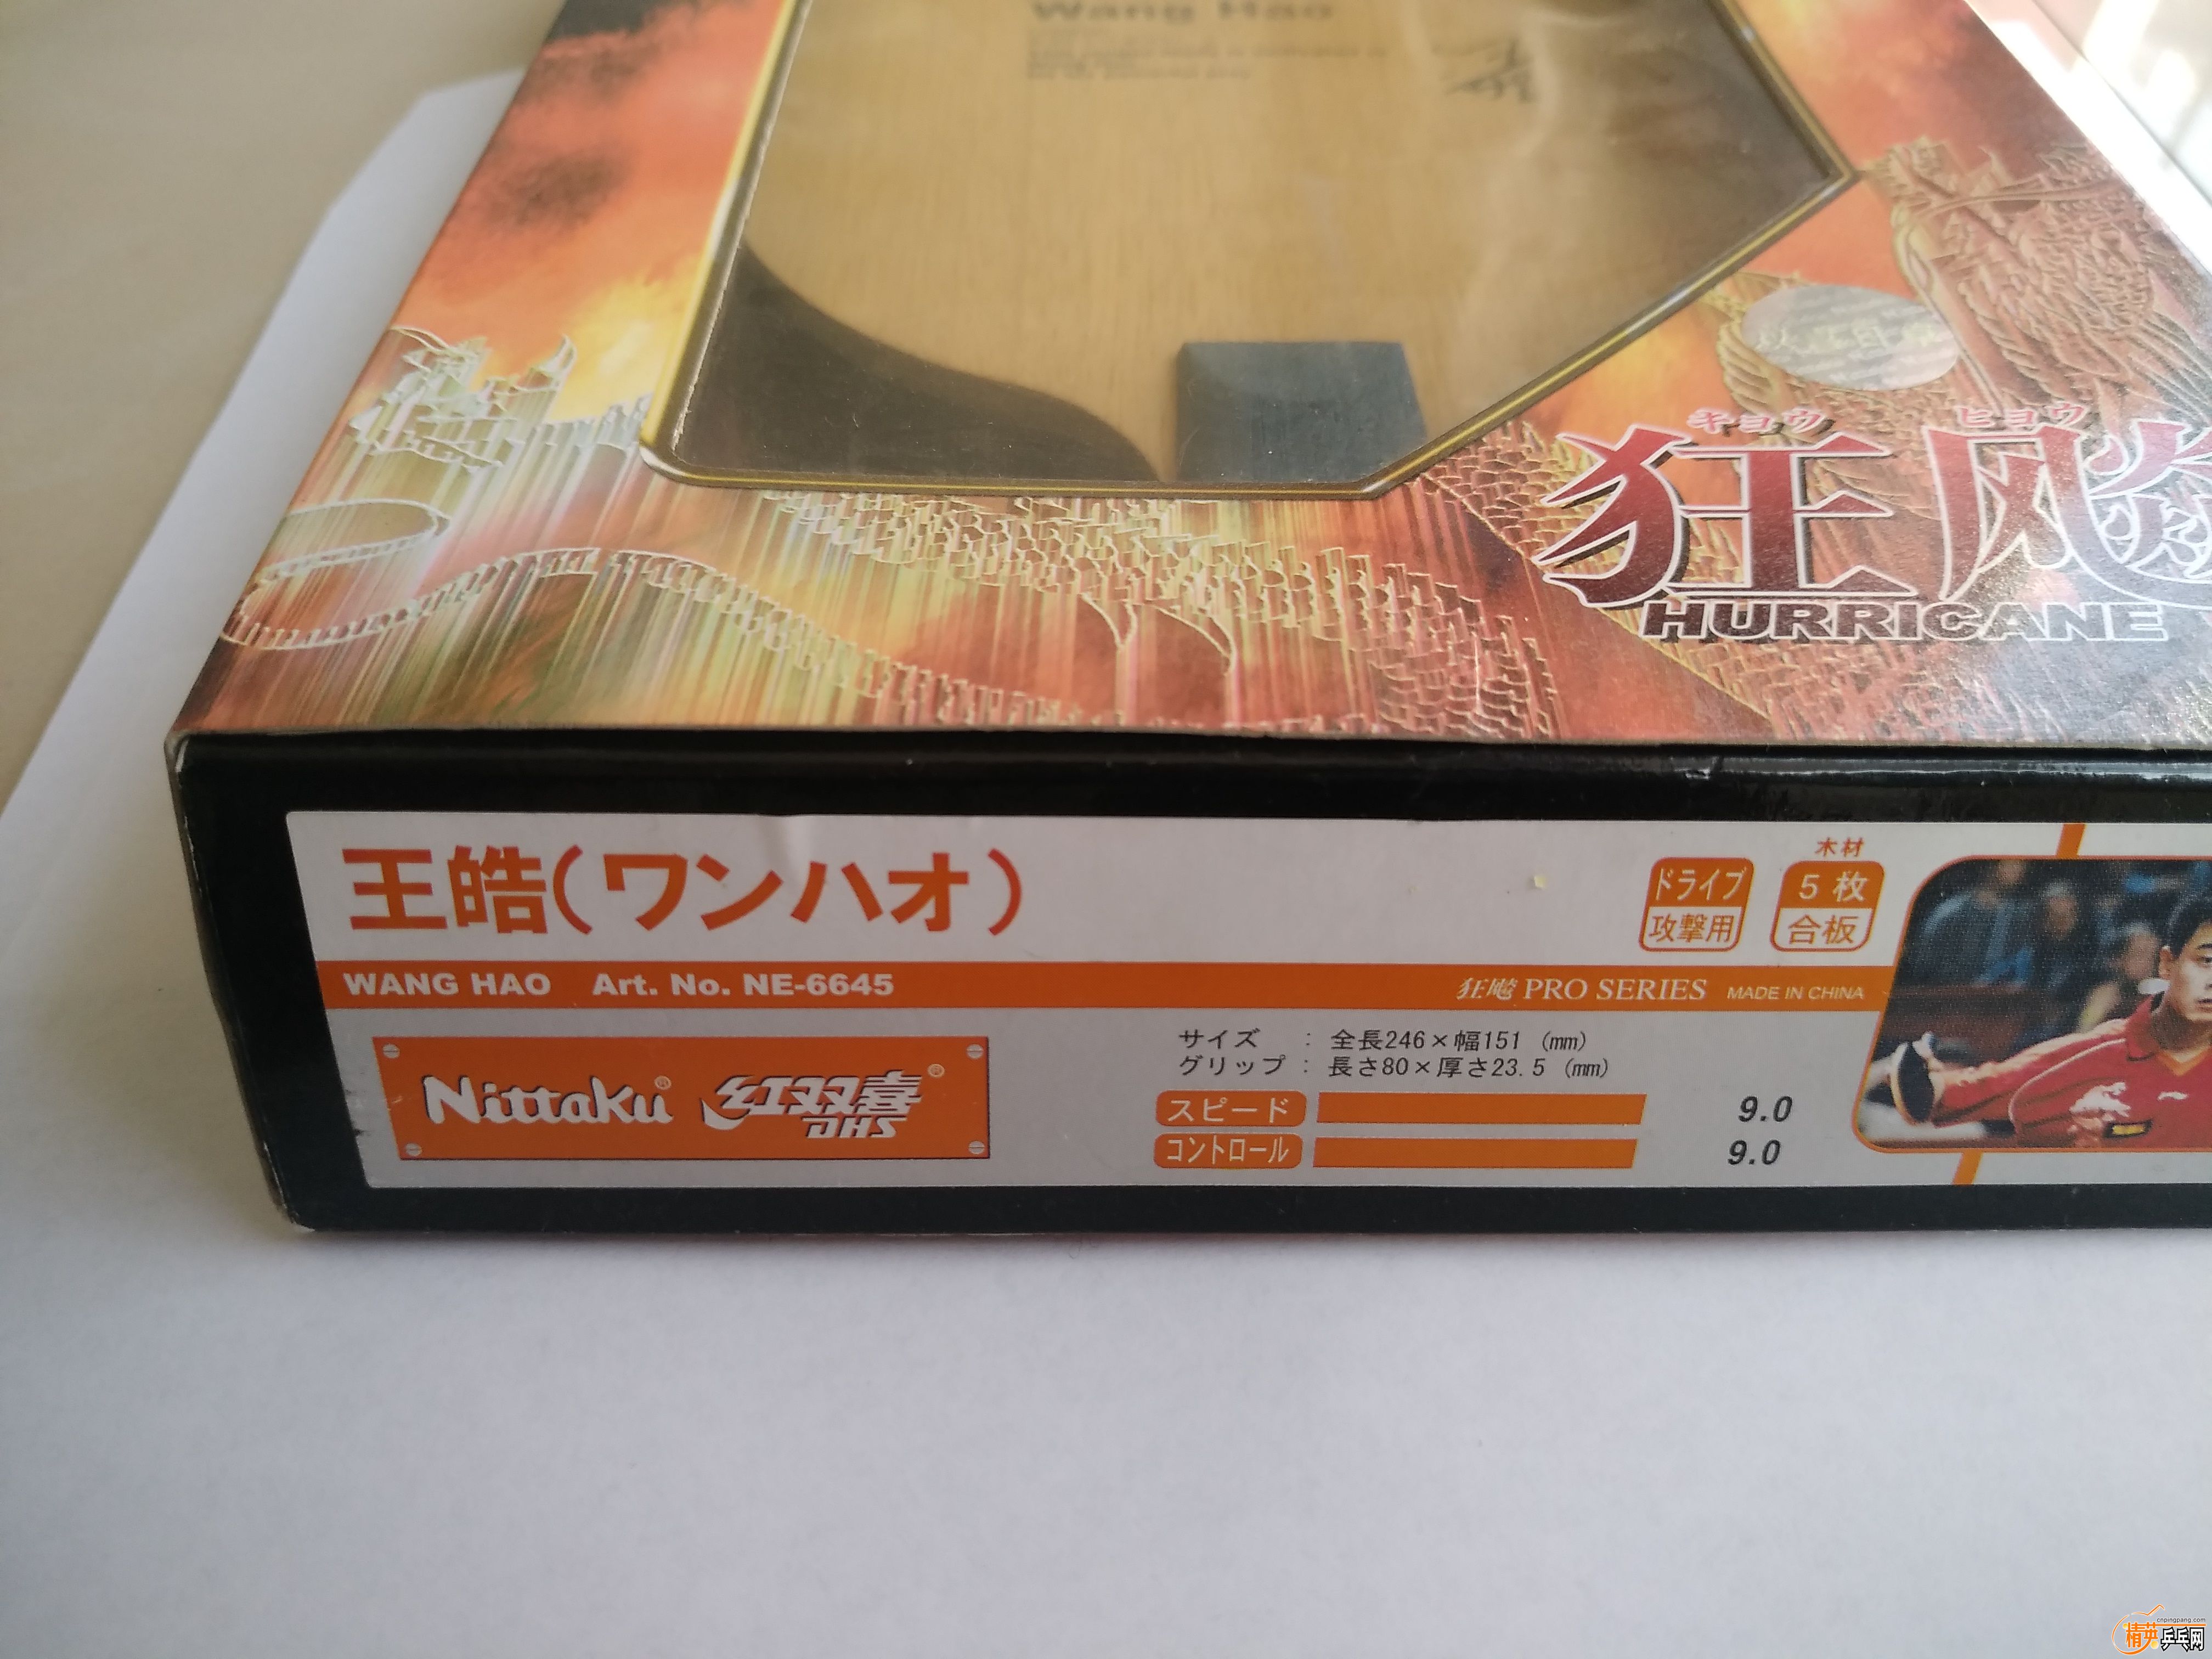 Wang Hao
キョウ ヒョウ
狂飚
HURRICANE
王皓(ワンハオ)
ドライブ
攻撃用
木材
5枚
合板
WANG HAO Art. No. NE-6645
狂飚 PRO SERIES MADE IN CHINA
Nittaku® 红双喜®
DHS
サイズ : 全長246×幅151 (mm)
グリップ : 長さ80×厚さ23.5 (mm)
スピード 9.0
コントロール 9.0
cnpingpang.com
精英乒乓网